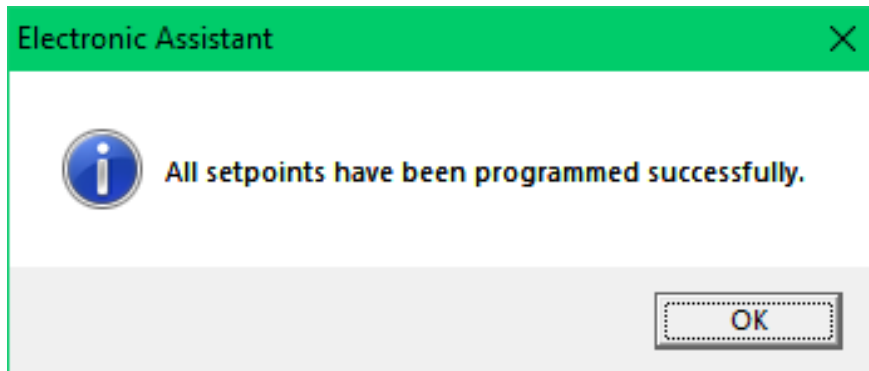 Electronic Assistant
All setpoints have been programmed successfully.
OK